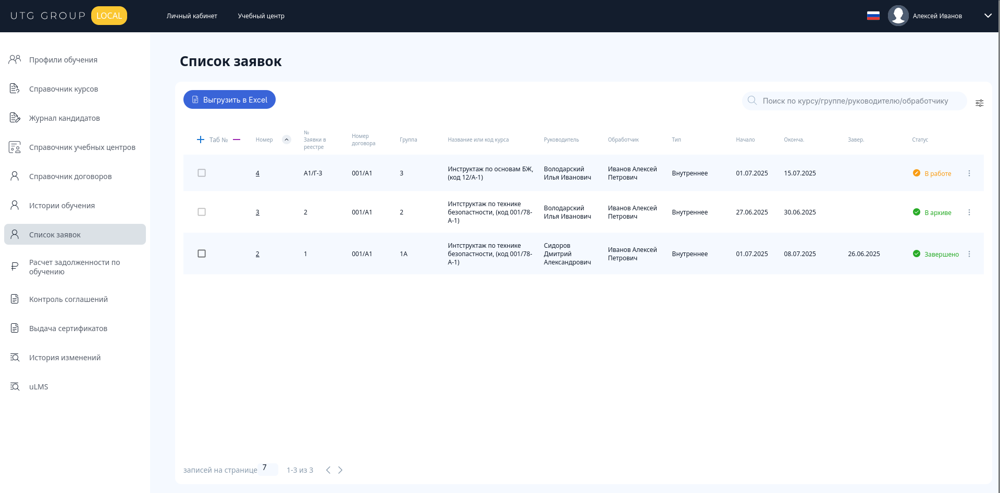 UTG GROUP LOCAL
Личный кабинет
Учебный центр
Алексей Иванов
Профили обучения
Справочник курсов
Журнал кандидатов
Справочник учебных центров
Справочник договоров
Истории обучения
Список заявок
Расчет задолженности по
обучению
Контроль соглашений
Выдача сертификатов
История изменений
uLMS
Список заявок
Выгрузить в Excel
Поиск по курсу/группе/руководителю/обработчику
Таб №
Номер
№
Заявки в
реестре
Номер
договора
Группа
Название или код курса
Руководитель
Обработчик
Тип
Начало
Оконча.
Завер.
Статус
4
А1/Г-3
001/А1
3
Инструктаж по основам БЖ,
(код 12/А-1)
Володарский
Илья Иванович
Иванов Алексей
Петрович
Внутреннее
01.07.2025
15.07.2025
В работе
3
2
001/А1
2
Интструктаж по технике
безопастности, (код 001/78-
А-1)
Володарский
Илья Иванович
Иванов Алексей
Петрович
Внутреннее
27.06.2025
30.06.2025
В архиве
2
1
001/А1
1А
Интструктаж по технике
безопастности, (код 001/78-
А-1)
Сидоров
Дмитрий
Александрович
Иванов Алексей
Петрович
Внутреннее
01.07.2025
08.07.2025
26.06.2025
Завершено
записей на странице 7
1-3 из 3